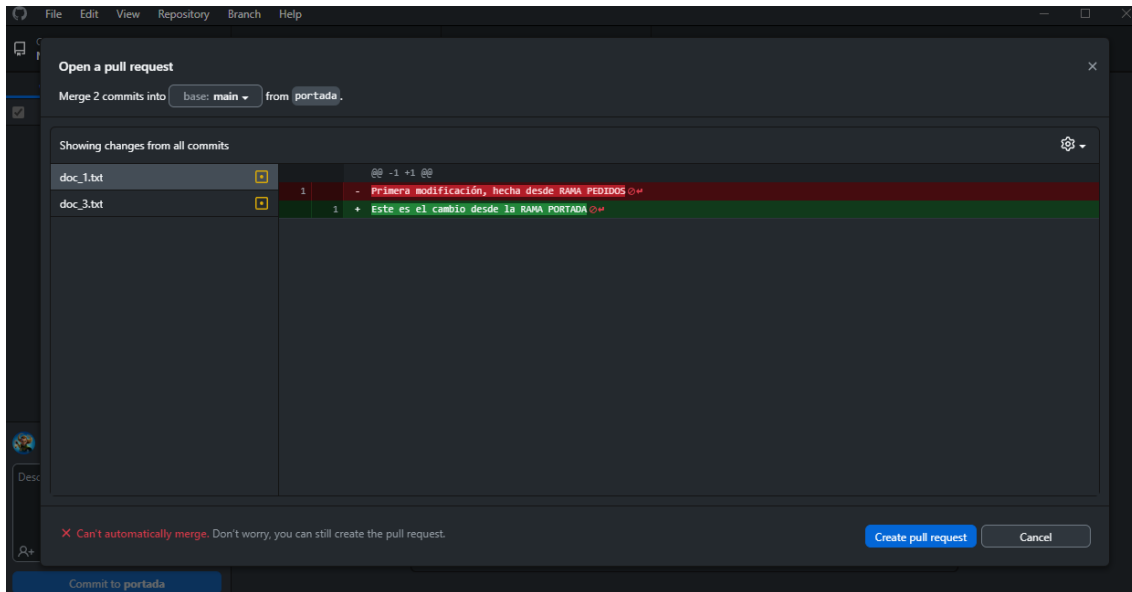 File Edit View Repository Branch Help
Open a pull request
Merge 2 commits into base: main from portada.
Showing changes from all commits
doc_1.txt
doc_3.txt
@@ -1 +1 @@
1 - Primera modificación, hecha desde RAMA PEDIDOS
1 + Este es el cambio desde la RAMA PORTADA
Can't automatically merge. Don't worry, you can still create the pull request.
Create pull request Cancel
Desc
Commit to portada